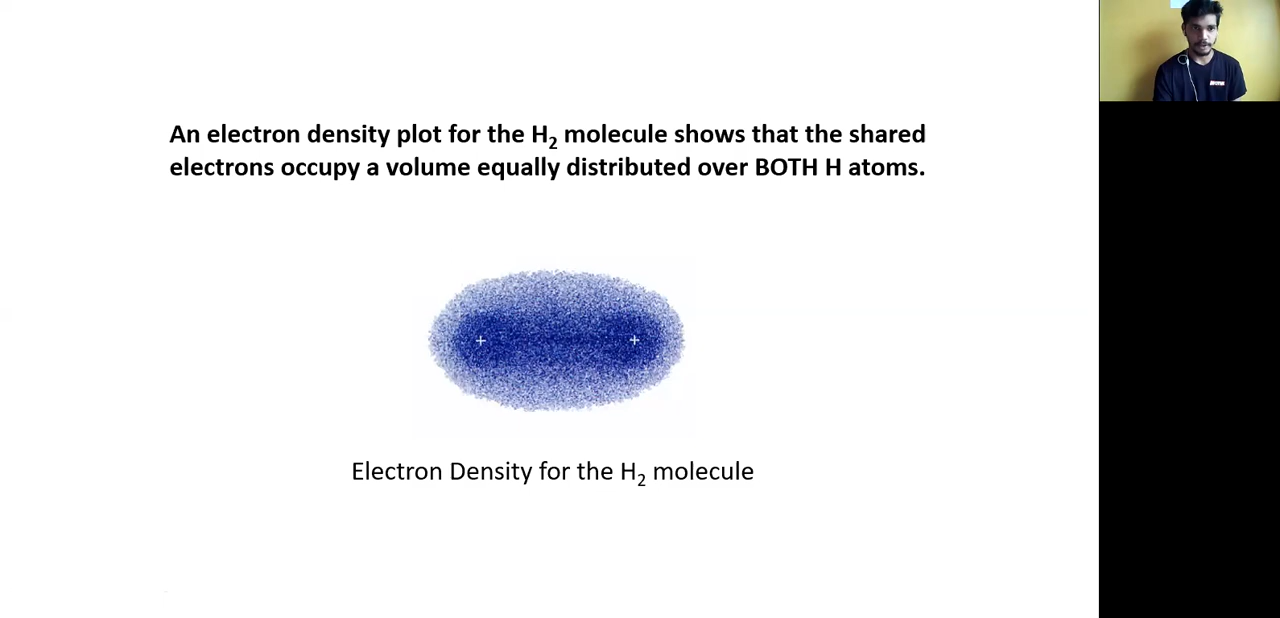 An electron density plot for the H₂ molecule shows that the shared
electrons occupy a volume equally distributed over BOTH H atoms.
+ +
Electron Density for the H₂ molecule